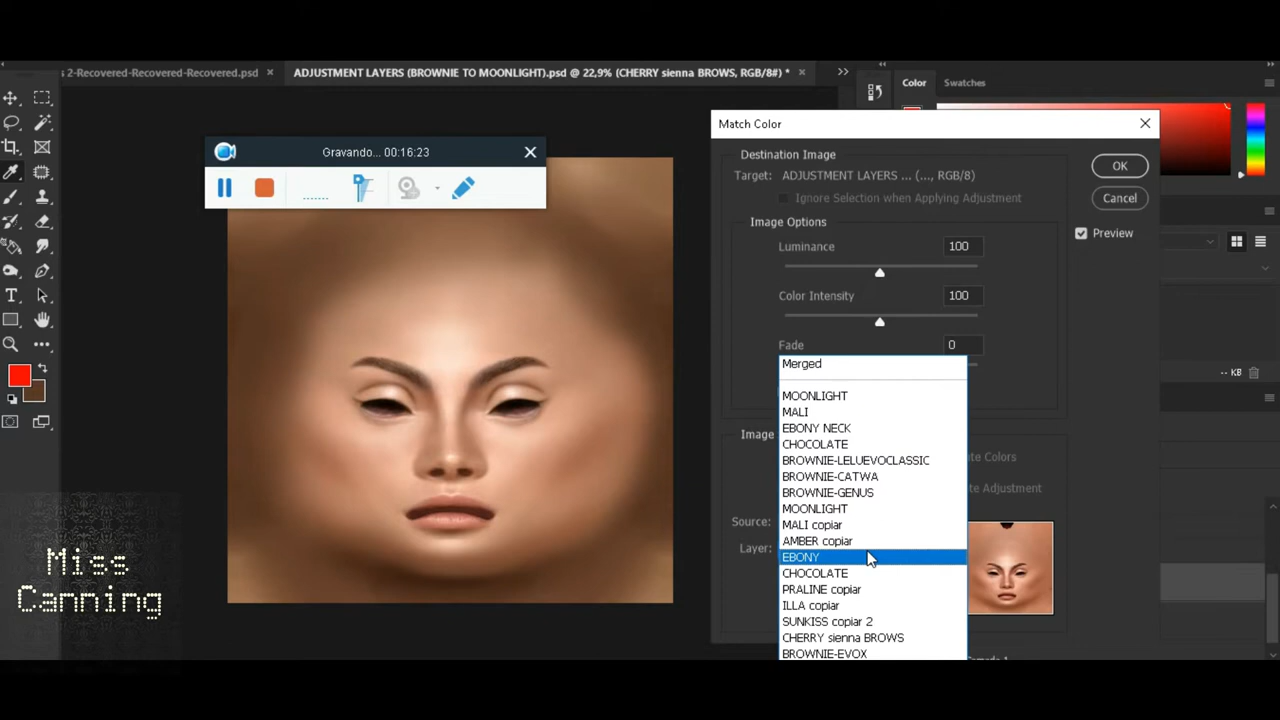 2-Recovered-Recovered-Recovered.psd ×
ADJUSTMENT LAYERS (BROWNIE TO MOONLIGHT).psd @ 22,9% (CHERRY sienna BROWS, RGB/8#) * ×
Color
Swatches
Gravando... 00:16:23
Match Color
Destination Image
Target: ADJUSTMENT LAYERS ... (..., RGB/8)
Ignore Selection when Applying Adjustment
Image Options
Luminance 100
Color Intensity 100
Fade 0
OK
Cancel
Preview
Merged
MOONLIGHT
MALI
EBONY NECK
CHOCOLATE
BROWNIE-LELUEVOCLASSIC
BROWNIE-CATWA
BROWNIE-GENUS
MOONLIGHT
MALI copiar
AMBER copiar
EBONY
CHOCOLATE
PRALINE copiar
ILLA copiar
SUNKISS copiar 2
CHERRY sienna BROWS
BROWNIE-EVOX
Image
Source:
Layer:
-- KB
Miss
Canning